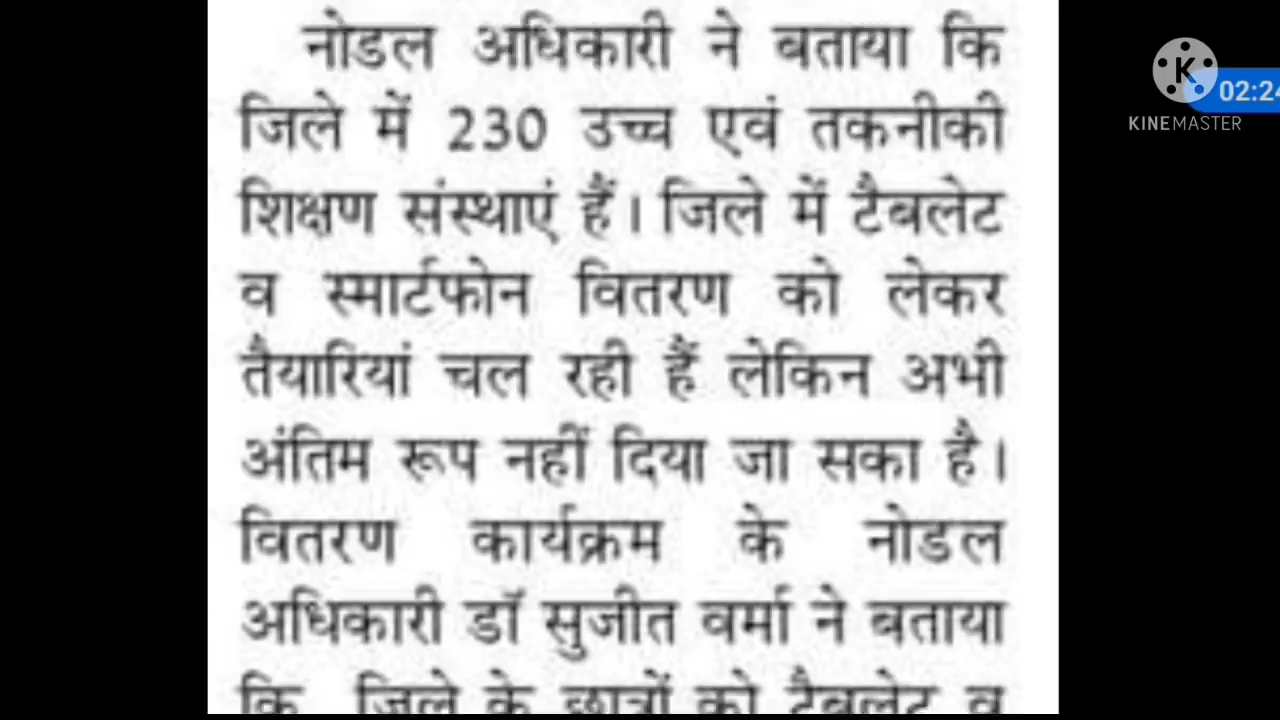 नोडल अधिकारी ने बताया कि
जिले में 230 उच्च एवं तकनीकी
शिक्षण संस्थाएं हैं। जिले में टैबलेट
व स्मार्टफोन वितरण को लेकर
तैयारियां चल रही हैं लेकिन अभी
अंतिम रूप नहीं दिया जा सका है।
वितरण कार्यक्रम के नोडल
अधिकारी डॉ सुजीत वर्मा ने बताया
कि जिले के छात्रों को टैबलेट व
02:24
KINEMASTER